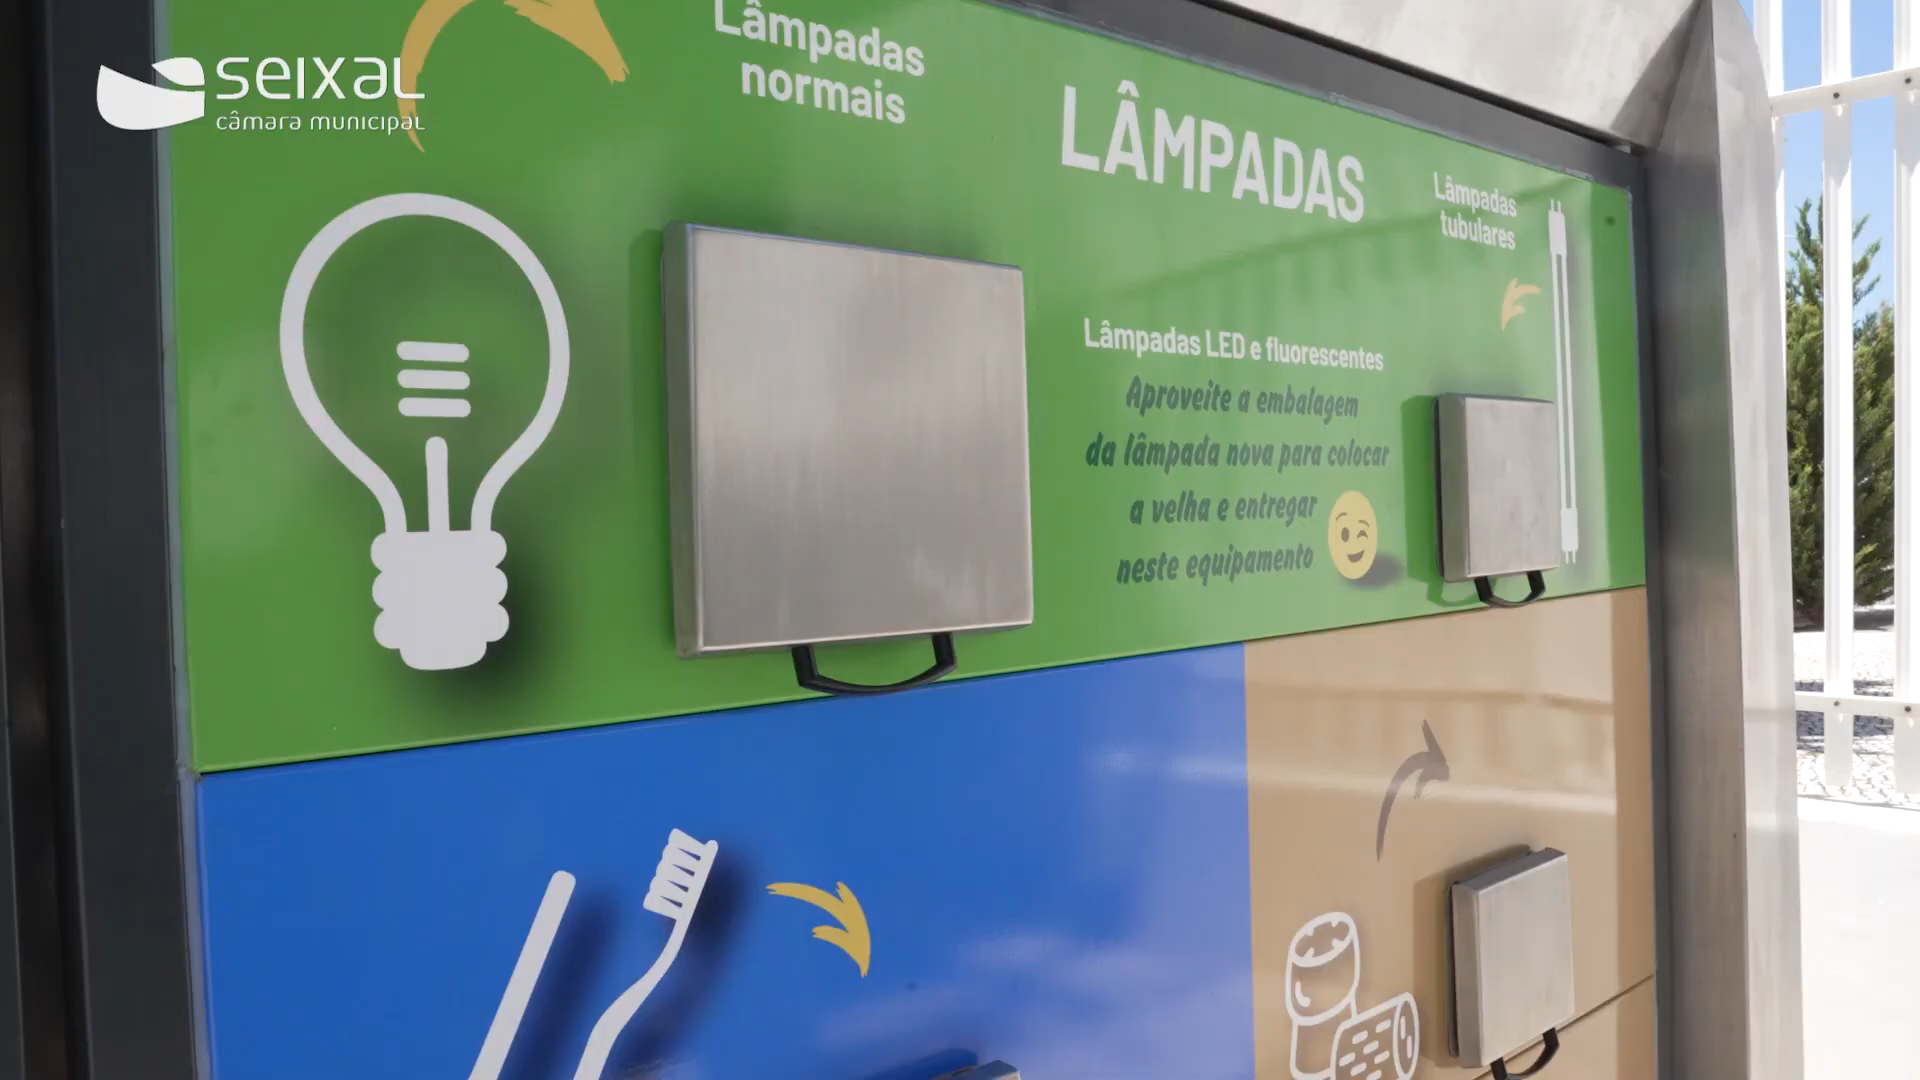 seixal
câmara municipal
Lâmpadas
normais
LÂMPADAS
Lâmpadas
tubulares
Lâmpadas LED e fluorescentes
Aproveite a embalagem
da lâmpada nova para colocar
a velha e entregar
neste equipamento